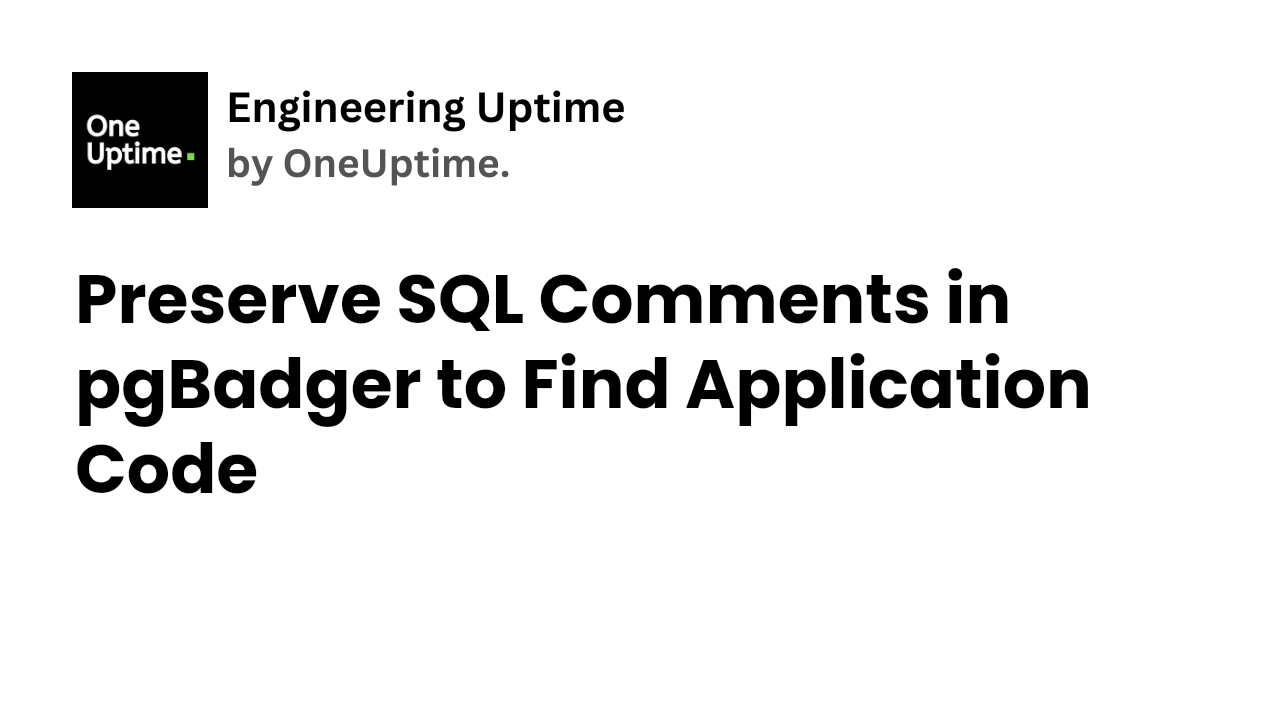 One
Uptime.
Engineering Uptime
by OneUptime.
Preserve SQL Comments in
pgBadger to Find Application
Code